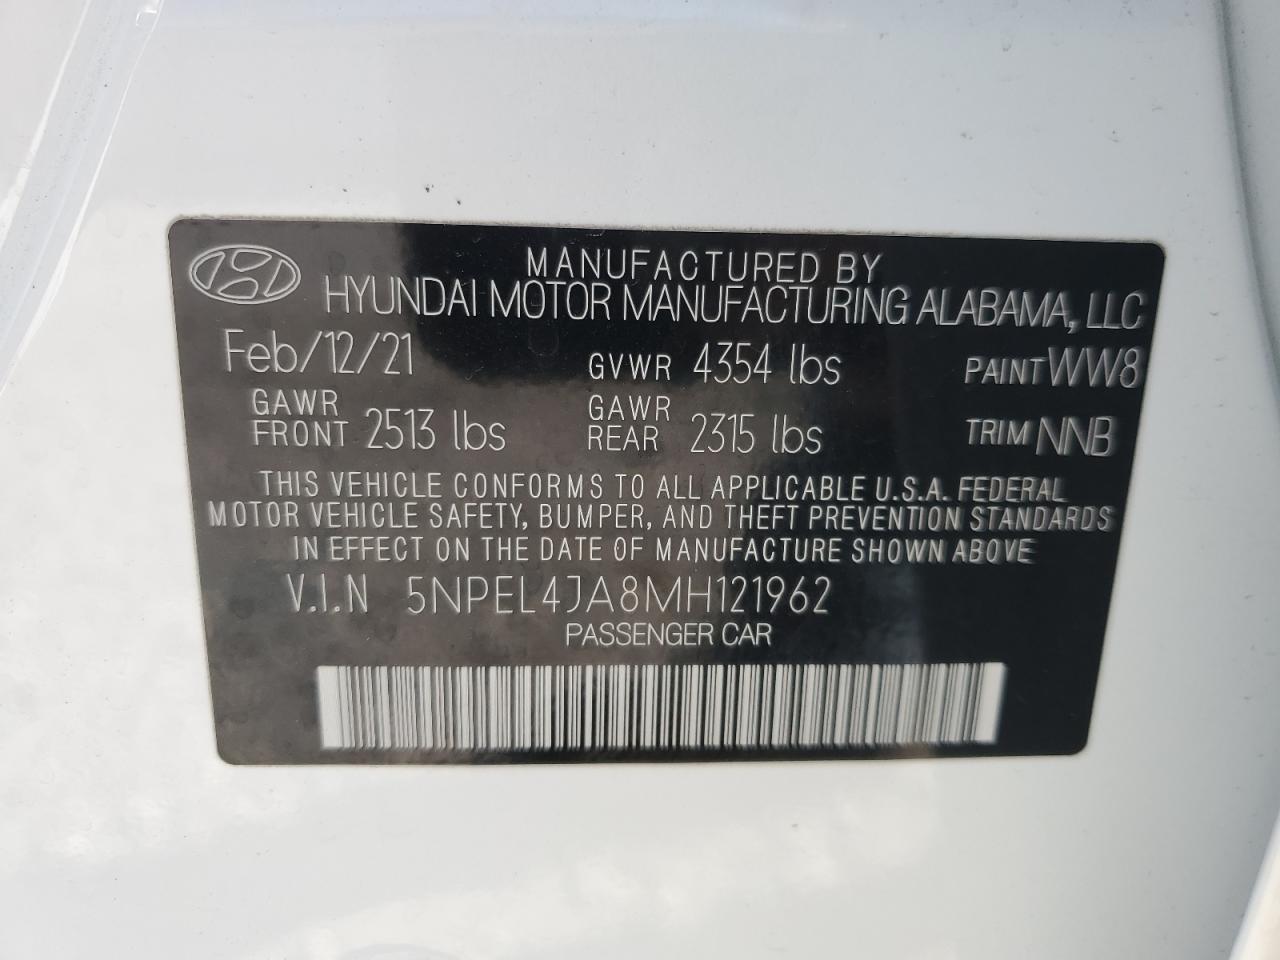 MANUFACTURED BY
HYUNDAI MOTOR MANUFACTURING ALABAMA, LLC
Feb/12/21 GVWR 4354 lbs PAINT WW8
GAWR FRONT 2513 lbs GAWR REAR 2315 lbs TRIM NNB
THIS VEHICLE CONFORMS TO ALL APPLICABLE U.S.A. FEDERAL
MOTOR VEHICLE SAFETY, BUMPER, AND THEFT PREVENTION STANDARDS
IN EFFECT ON THE DATE OF MANUFACTURE SHOWN ABOVE
V.I.N 5NPEL4JA8MH121962
PASSENGER CAR